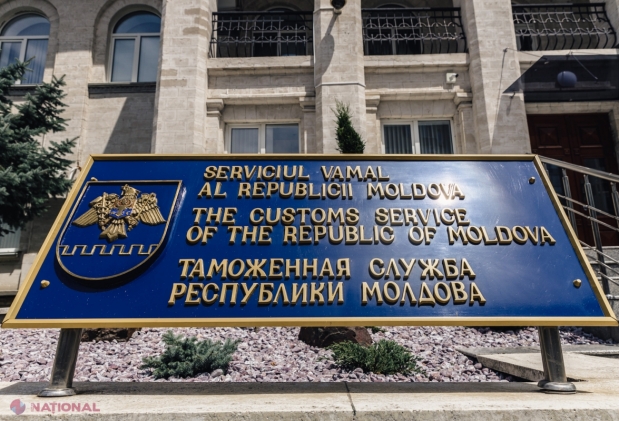 SERVICIUL VAMAL
AL REPUBLICII MOLDOVA
THE CUSTOMS SERVICE
OF THE REPUBLIC OF MOLDOVA
ТАМОЖЕННАЯ СЛУЖБА
РЕСПУБЛИКИ МОЛДОВА
NATIONAL